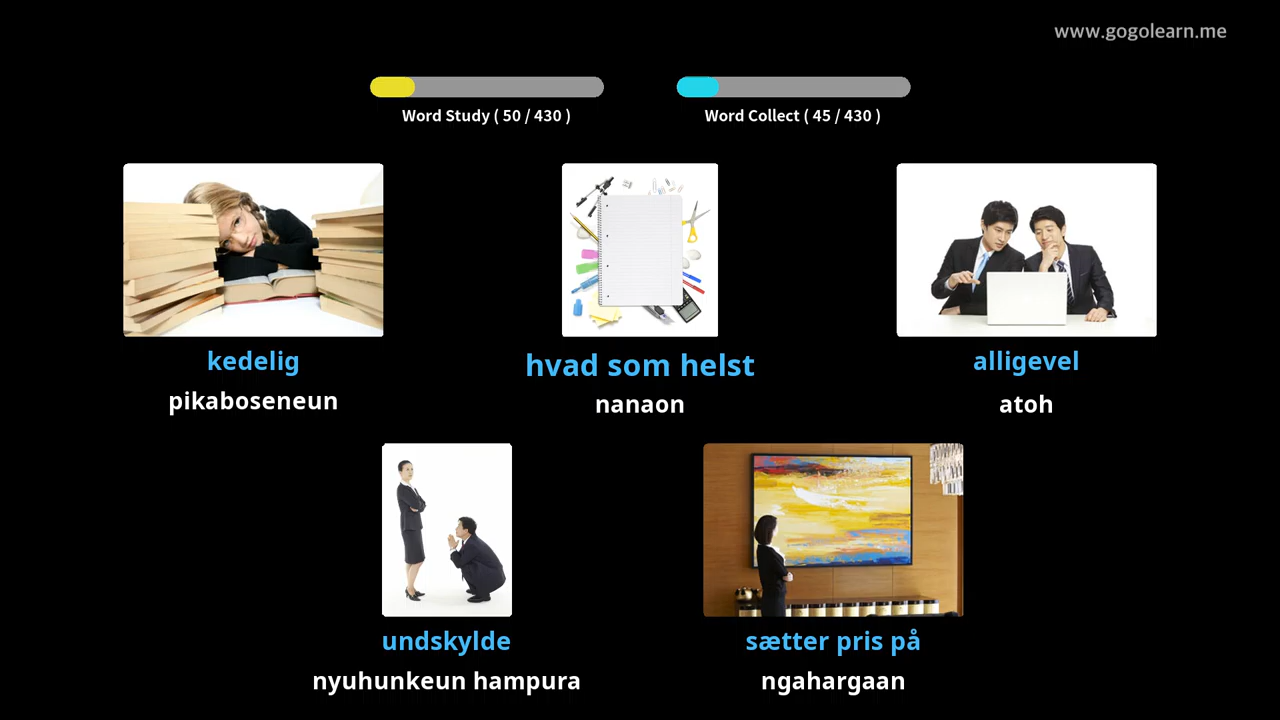 www.gogolearn.me
Word Study ( 50 / 430 )
Word Collect ( 45 / 430 )
kedelig
pikaboseneun
hvad som helst
nanaon
alligevel
atoh
undskylde
nyuhunkeun hampura
sætter pris på
ngahargaan